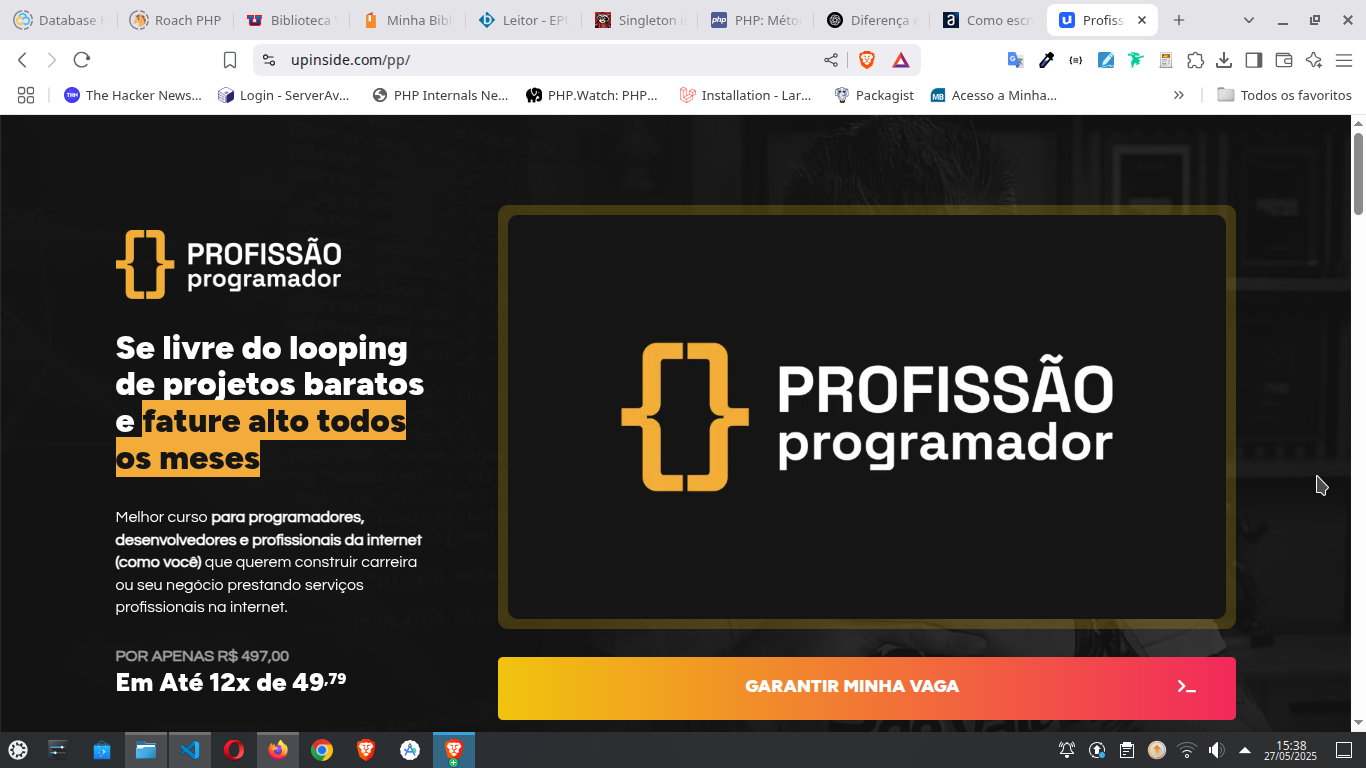 Database
Roach PHP
Biblioteca
Minha Bibl
Leitor - EPU
Singleton i
PHP: Méto
Diferença e
Como escr
Profiss
upinside.com/pp/
The Hacker News...
Login - ServerAv...
PHP Internals Ne...
PHP.Watch: PHP...
Installation - Lar...
Packagist
Acesso a Minha...
Todos os favoritos
PROFISSÃO
programador
Se livre do looping
de projetos baratos
e fature alto todos
os meses
Melhor curso para programadores,
desenvolvedores e profissionais da internet
(como você) que querem construir carreira
ou seu negócio prestando serviços
profissionais na internet.
POR APENAS R$ 497,00
Em Até 12x de 49,79
PROFISSÃO
programador
GARANTIR MINHA VAGA
15:38
27/05/2025